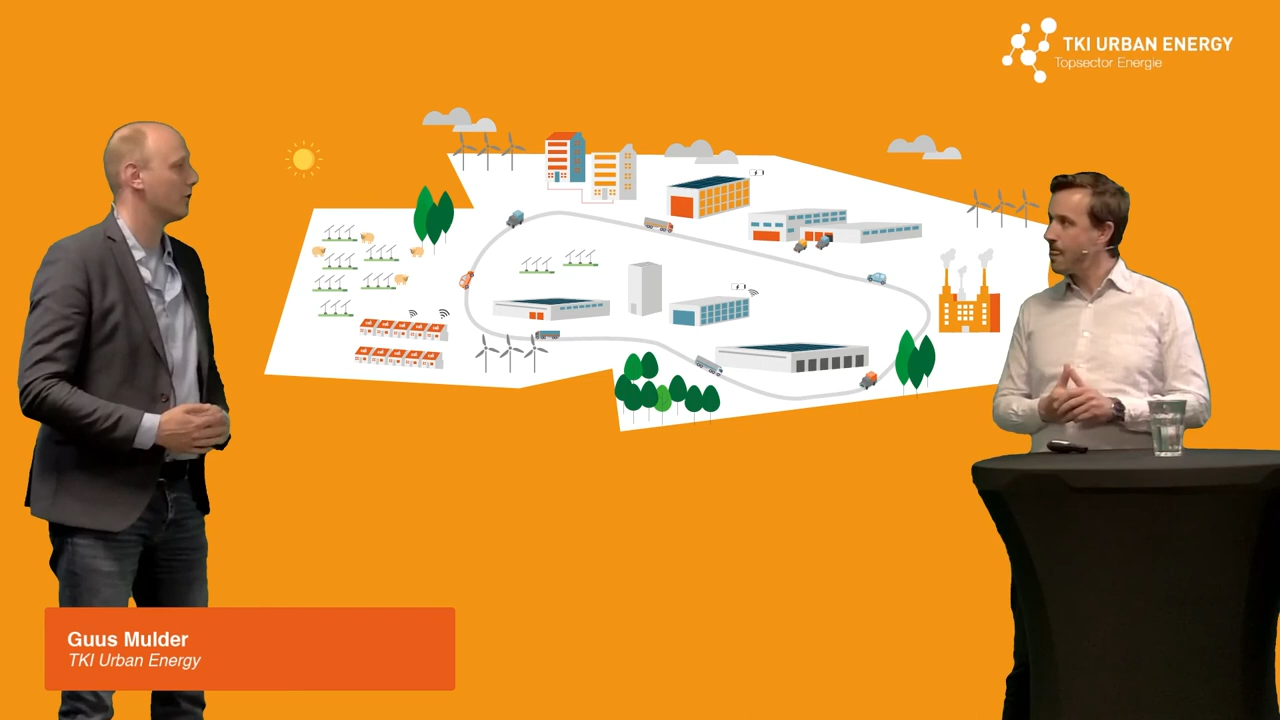 TKI URBAN ENERGY
Topsector Energie
Guus Mulder
TKI Urban Energy